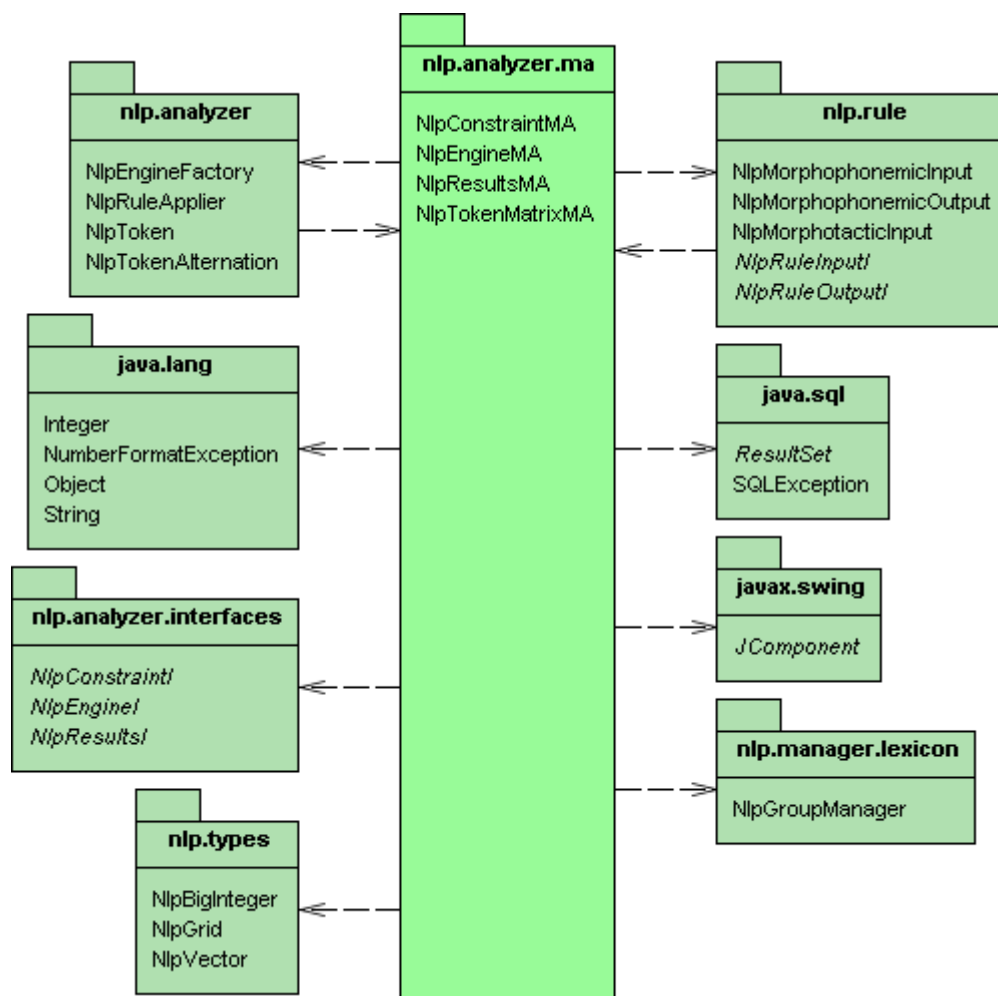 nlp.analyzer
NlpEngineFactory
NlpRuleApplier
NlpToken
NlpTokenAlternation
java.lang
Integer
NumberFormatException
Object
String
nlp.analyzer.interfaces
NlpConstraintI
NlpEngineI
NlpResultsI
nlp.types
NlpBigInteger
NlpGrid
NlpVector
nlp.analyzer.ma
NlpConstraintMA
NlpEngineMA
NlpResultsMA
NlpTokenMatrixMA
nlp.rule
NlpMorphophonemicInput
NlpMorphophonemicOutput
NlpMorphotacticInput
NlpRuleInputI
NlpRuleOutputI
java.sql
ResultSet
SQLException
javax.swing
JComponent
nlp.manager.lexicon
NlpGroupManager